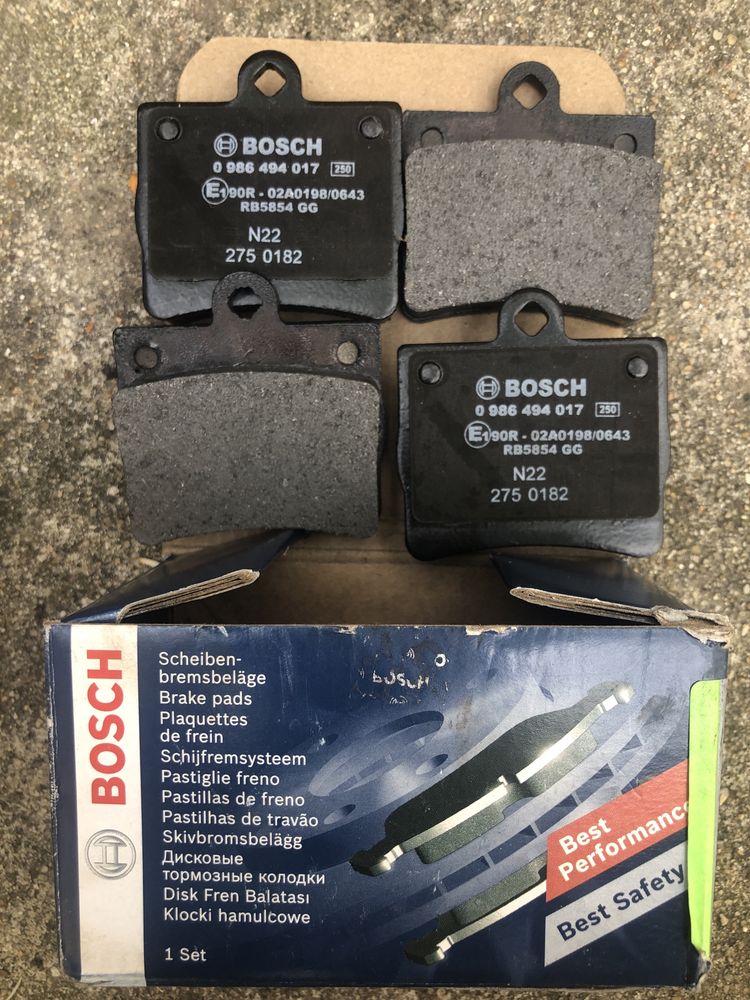 BOSCH
0 986 494 017 250
E1 90R - 02A0198/0643
RB5854 GG
N22
275 0182
BOSCH
0 986 494 017 250
E1 90R - 02A0198/0643
RB5854 GG
N22
275 0182
BOSCH
Scheiben-
bremsbeläge
Brake pads
Plaquettes
de frein
Schijfremsysteem
Pastiglie freno
Pastillas de freno
Pastilhas de travão
Skivbromsbelägg
Дисковые
тормозные колодки
Disk Fren Balatası
Klocki hamulcowe
1 Set
BOSCH
Best
Performance
Best Safety